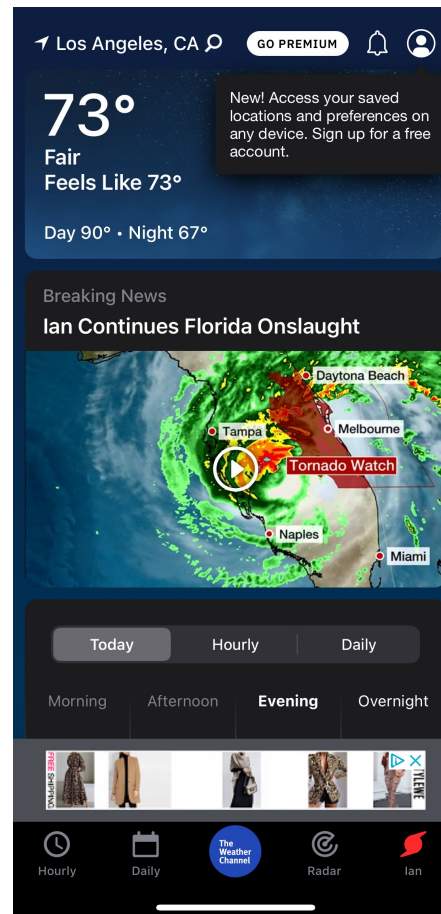 Los Angeles, CA
GO PREMIUM
New! Access your saved
locations and preferences on
any device. Sign up for a free
account.
73°
Fair
Feels Like 73°
Day 90° • Night 67°
Breaking News
Ian Continues Florida Onslaught
Daytona Beach
Tampa
Melbourne
Tornado Watch
Naples
Miami
Today
Hourly
Daily
Morning
Afternoon
Evening
Overnight
FREE SHIPPING
Hourly
Daily
The
Weather
Channel
Radar
Ian